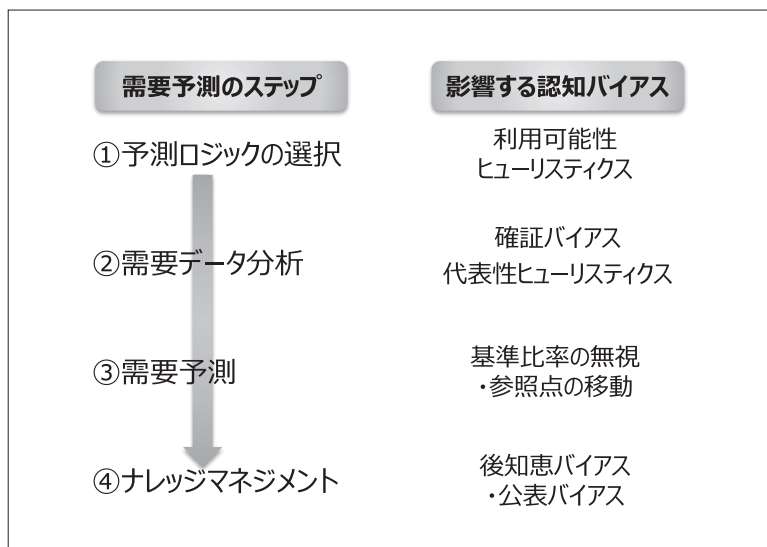 需要予測のステップ
影響する認知バイアス
①予測ロジックの選択
利用可能性
ヒューリスティクス
②需要データ分析
確証バイアス
代表性ヒューリスティクス
③需要予測
基準比率の無視
・参照点の移動
④ナレッジマネジメント
後知恵バイアス
・公表バイアス